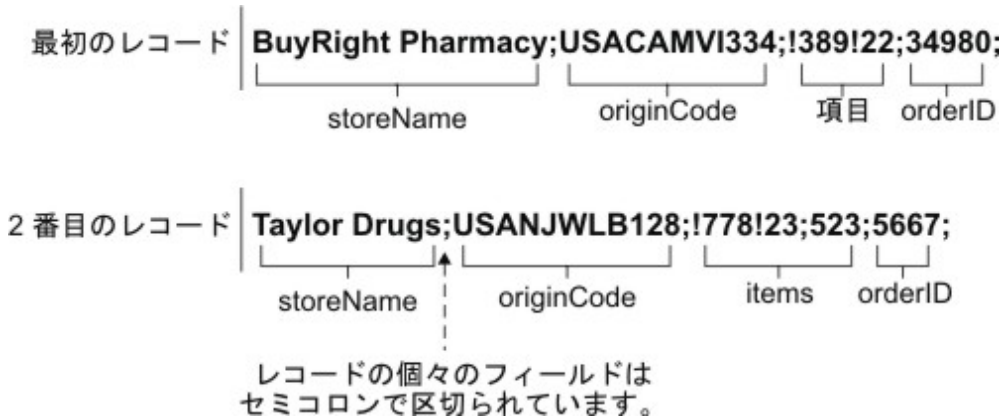 最初のレコード BuyRight Pharmacy;USACAMVI334;!389!22;34980;
storeName originCode 項目 orderID
2 番目のレコード Taylor Drugs;USANJWLB128;!778!23;523;5667;
storeName originCode items orderID
レコードの個々のフィールドは
セミコロンで区切られています。